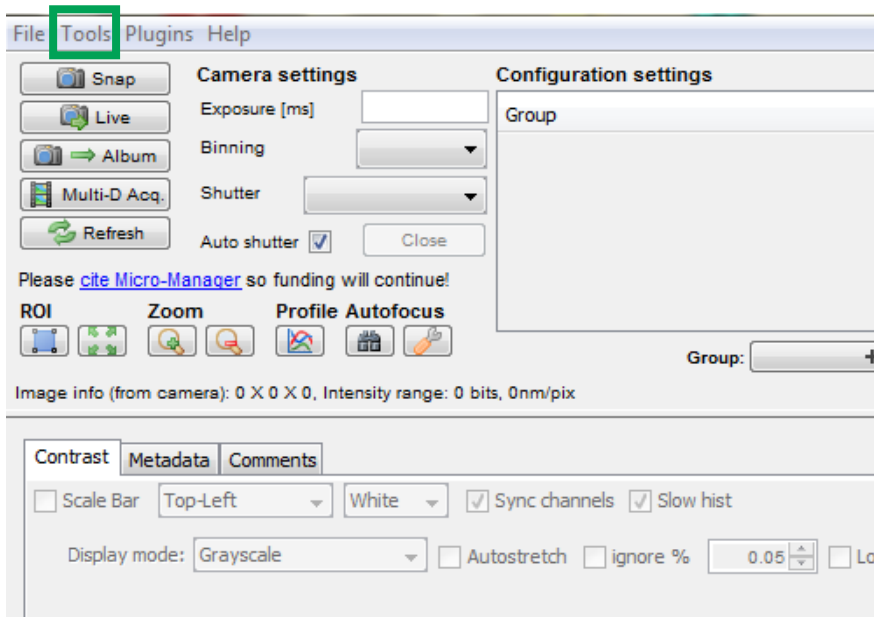 File Tools Plugins Help
Snap
Live
Album
Multi-D Acq.
Refresh
Camera settings
Exposure [ms]
Binning
Shutter
Auto shutter Close
Configuration settings
Group
Please cite Micro-Manager so funding will continue!
ROI Zoom Profile Autofocus
Group: +
Image info (from camera): 0 X 0 X 0, Intensity range: 0 bits, 0nm/pix
Contrast Metadata Comments
Scale Bar Top-Left White Sync channels Slow hist
Display mode: Grayscale Autostretch ignore % 0.05